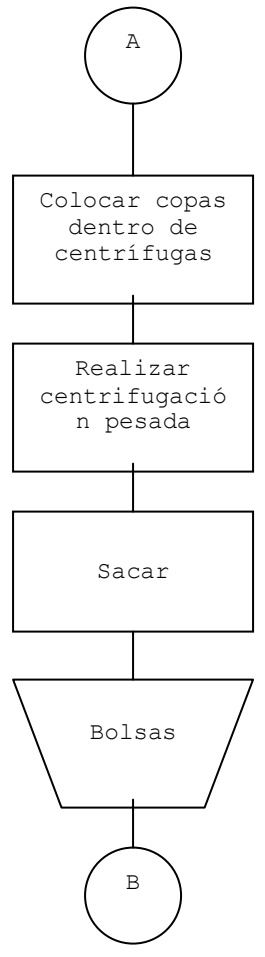 A
Colocar copas
dentro de
centrífugas
Realizar
centrifugació
n pesada
Sacar
Bolsas
B